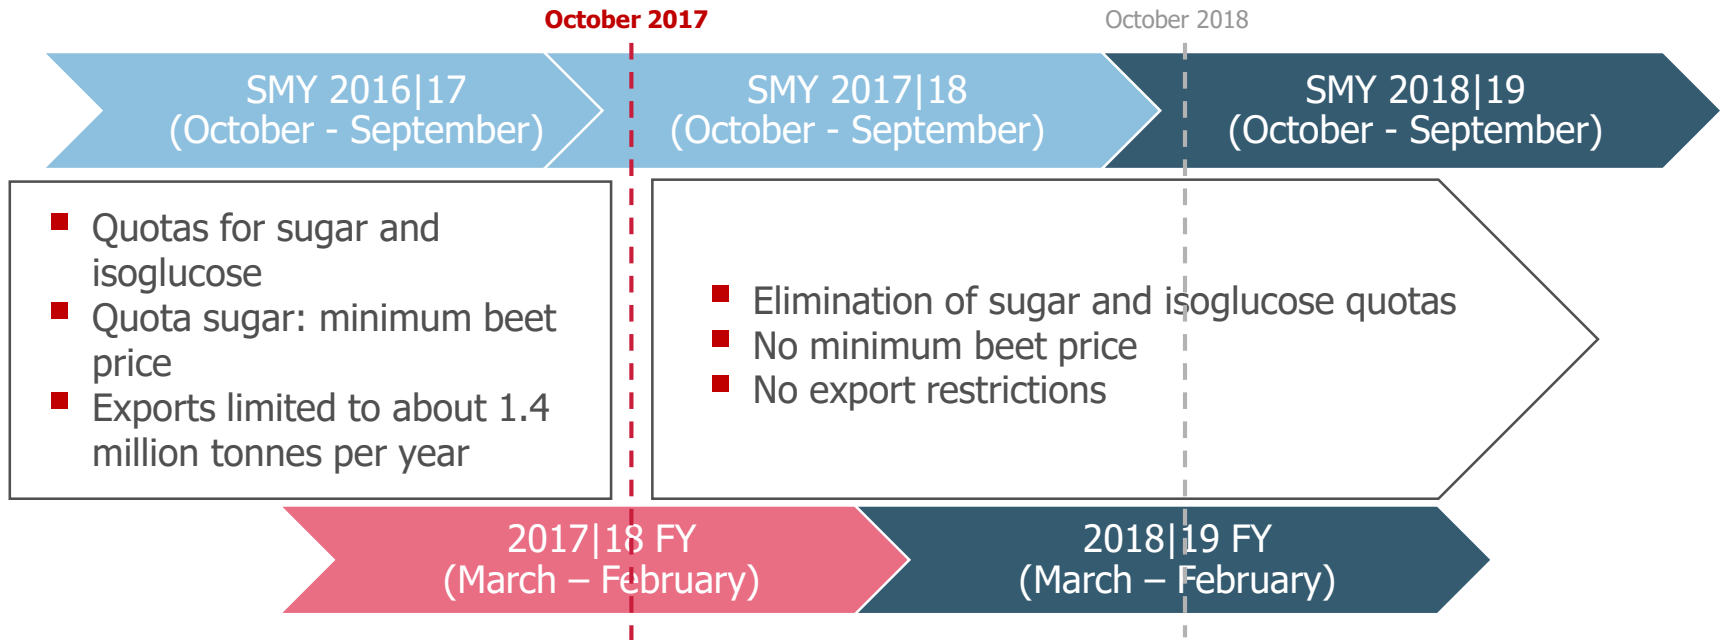 October 2017
October 2018
SMY 2016|17
(October - September)
SMY 2017|18
(October - September)
SMY 2018|19
(October - September)
Quotas for sugar and
isoglucose
Quota sugar: minimum beet
price
Exports limited to about 1.4
million tonnes per year
Elimination of sugar and isoglucose quotas
No minimum beet price
No export restrictions
2017|18 FY
(March – February)
2018|19 FY
(March – February)